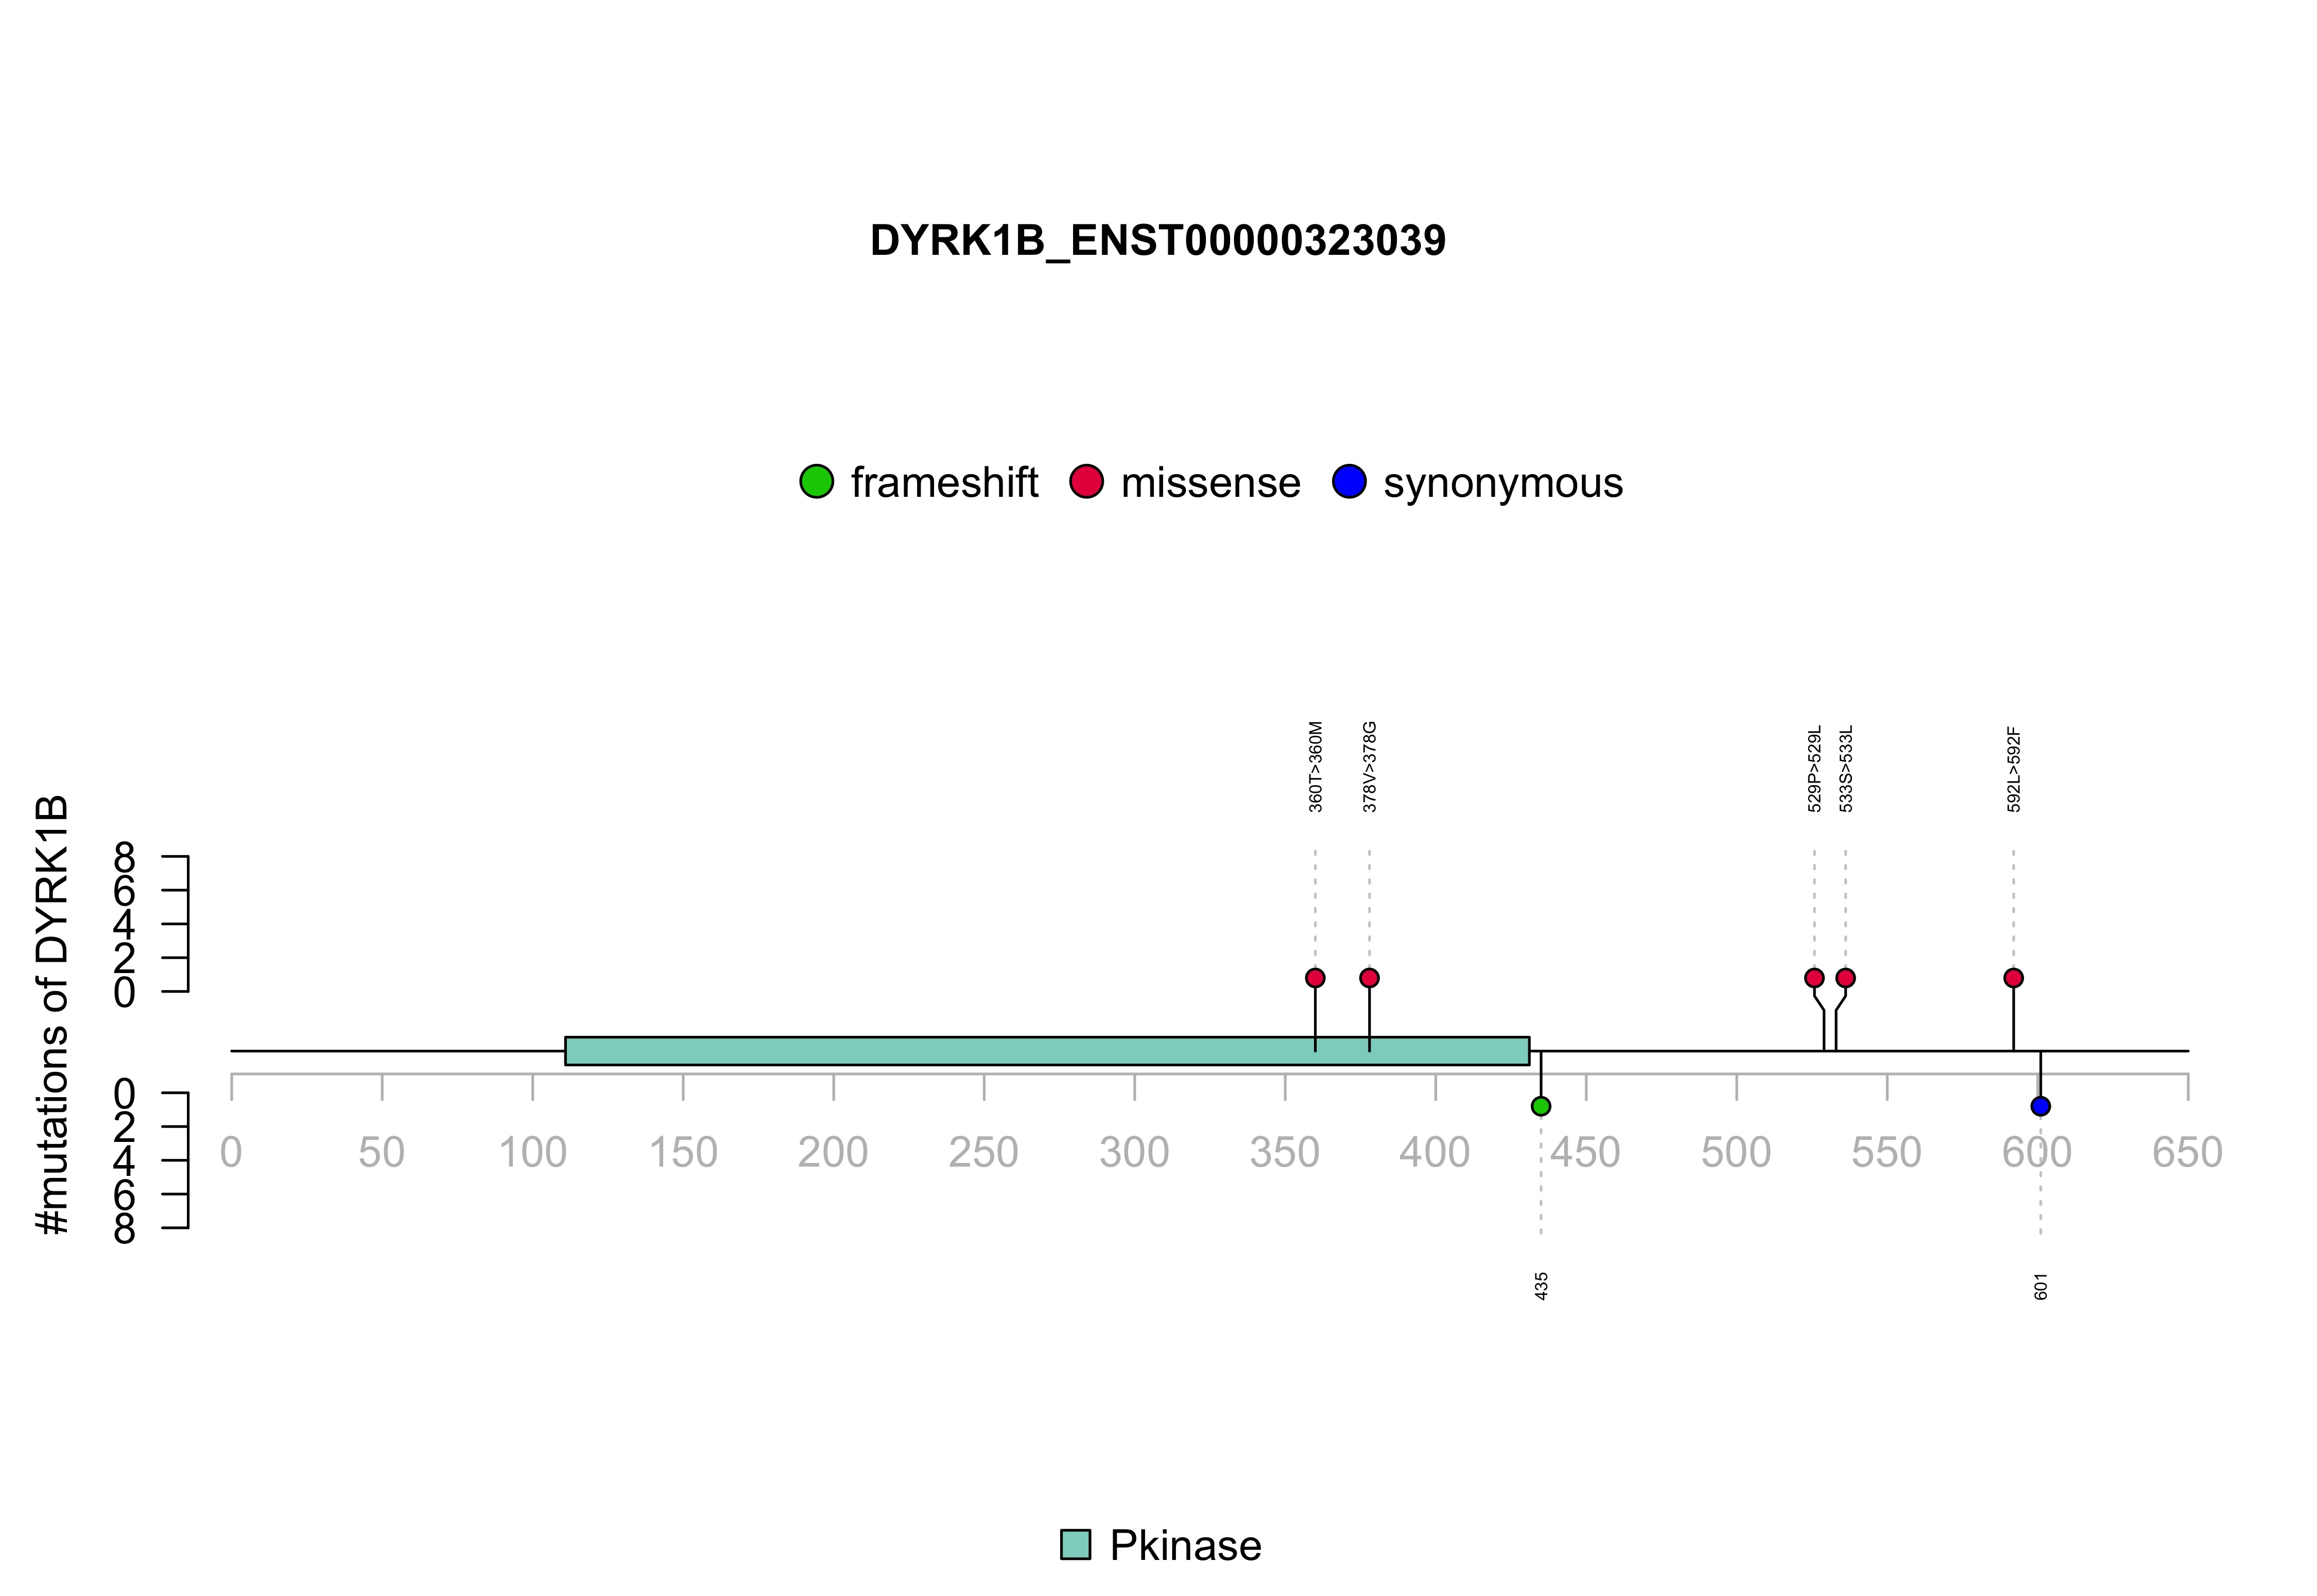 DYRK1B_ENST00000323039
frameshift missense synonymous
360T>360M
378V>378G
529P>529L
533S>533L
592L>592F
#mutations of DYRK1B
8
6
4
2
0
0
2
4
6
8
0 50 100 150 200 250 300 350 400 450 500 550 600 650
435
601
Pkinase